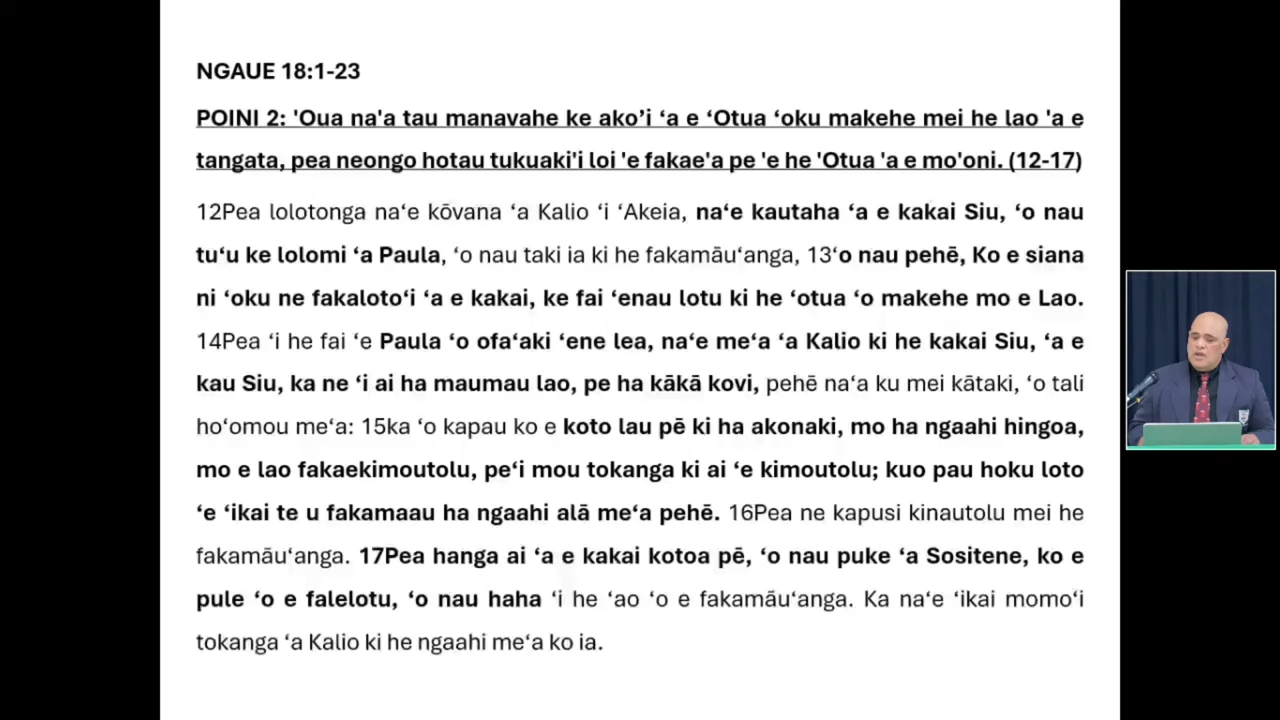 NGAUE 18:1-23
POINI 2: 'Oua na'a tau manavahe ke ako’i ‘a e ‘Otua ‘oku makehe mei he lao 'a e
tangata, pea neongo hotau tukuaki'i loi 'e fakae'a pe 'e he 'Otua 'a e mo'oni. (12-17)
12Pea lolotonga na‘e kōvana ‘a Kalio ‘i ‘Akeia, na‘e kautaha ‘a e kakai Siu, ‘o nau
tu‘u ke lolomi ‘a Paula, ‘o nau taki ia ki he fakamāu‘anga, 13‘o nau pehē, Ko e siana
ni ‘oku ne fakaloto‘i ‘a e kakai, ke fai ‘enau lotu ki he ‘otua ‘o makehe mo e Lao.
14Pea ‘i he fai ‘e Paula ‘o ofa‘aki ‘ene lea, na‘e me‘a ‘a Kalio ki he kakai Siu, ‘a e
kau Siu, ka ne ‘i ai ha maumau lao, pe ha kākā kovi, pehē na‘a ku mei kātaki, ‘o tali
ho‘omou me‘a: 15ka ‘o kapau ko e koto lau pē ki ha akonaki, mo ha ngaahi hingoa,
mo e lao fakaekimoutolu, pe‘i mou tokanga ki ai ‘e kimoutolu; kuo pau hoku loto
‘e ‘ikai te u fakamaau ha ngaahi alā me‘a pehē. 16Pea ne kapusi kinautolu mei he
fakamāu‘anga. 17Pea hanga ai ‘a e kakai kotoa pē, ‘o nau puke ‘a Sositene, ko e
pule ‘o e falelotu, ‘o nau haha ‘i he ‘ao ‘o e fakamāu‘anga. Ka na‘e ‘ikai momo‘i
tokanga ‘a Kalio ki he ngaahi me‘a ko ia.